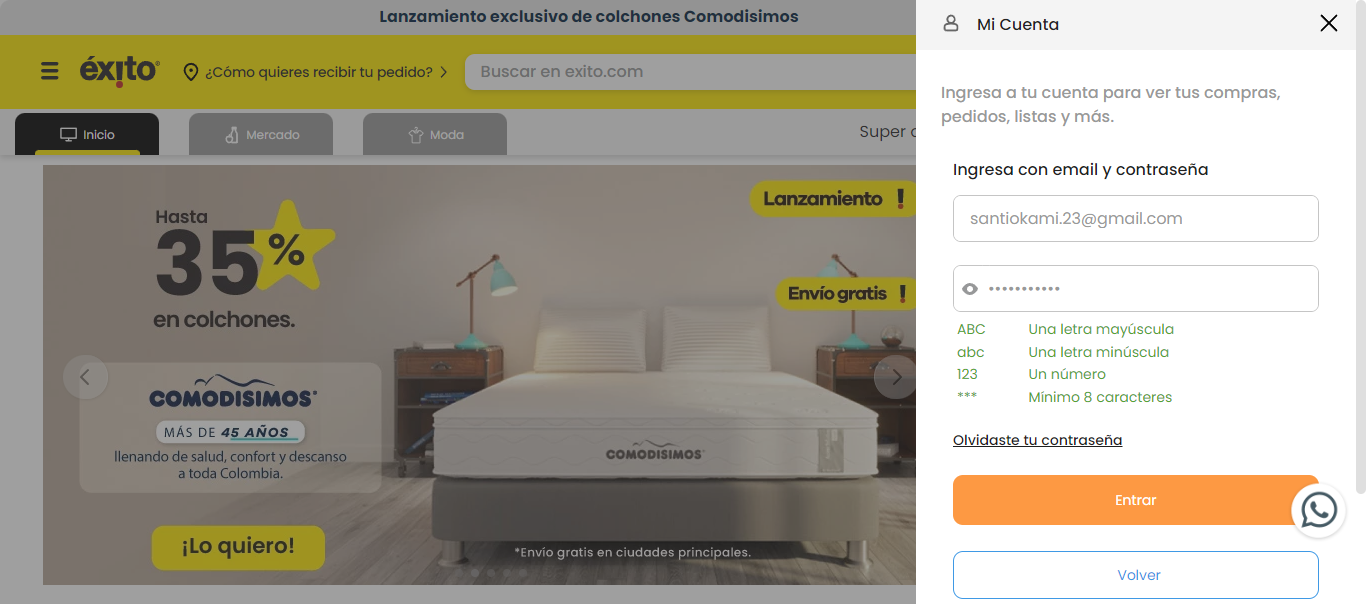 Lanzamiento exclusivo de colchones Comodisimos
éxito
¿Cómo quieres recibir tu pedido?
Buscar en exito.com
Inicio
Mercado
Moda
Super
Hasta
35%
en colchones.
COMODISIMOS
MÁS DE 45 AÑOS
llenando de salud, confort y descanso
a toda Colombia.
¡Lo quiero!
Lanzamiento !
Envío gratis !
COMODISIMOS
*Envío gratis en ciudades principales.
Mi Cuenta
Ingresa a tu cuenta para ver tus compras,
pedidos, listas y más.
Ingresa con email y contraseña
santiokami.23@gmail.com
•••••••••••
ABC Una letra mayúscula
abc Una letra minúscula
123 Un número
*** Mínimo 8 caracteres
Olvidaste tu contraseña
Entrar
Volver